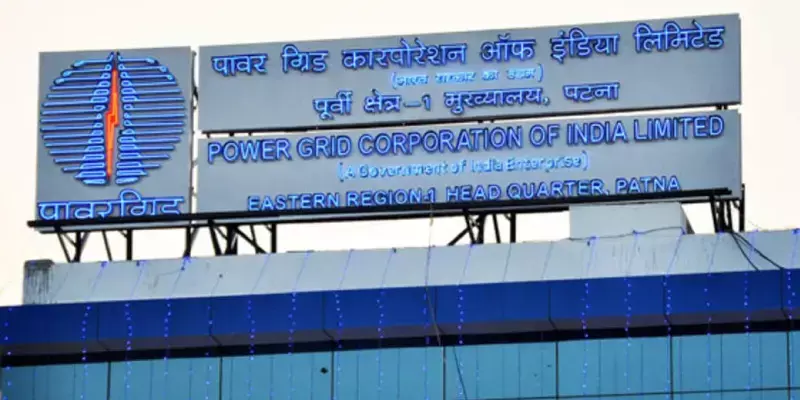 पावर ग्रिड कारपोरेशन ऑफ इंडिया लिमिटेड
(भारत सरकार का उद्यम)
पूर्वी क्षेत्र-1 मुख्यालय, पटना
POWER GRID CORPORATION OF INDIA LIMITED
(A Government of India Enterprise)
EASTERN REGION-1 HEAD QUARTER, PATNA
पावरग्रिड